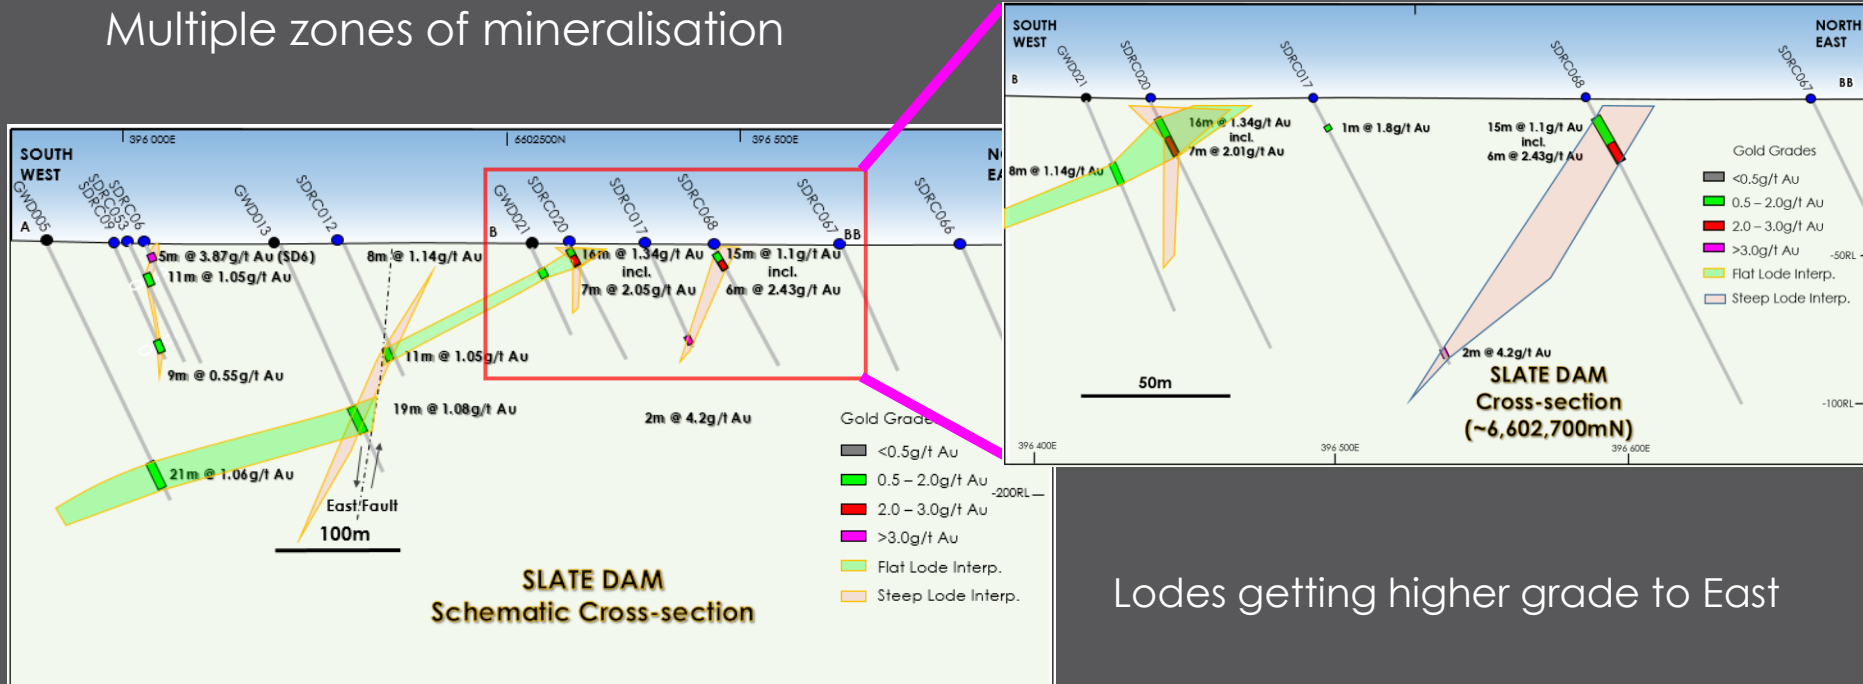 Multiple zones of mineralisation
396 000E
6602500N
396 500E
SOUTH
WEST
A
GWD005
SDRC09
SDRC053
SDRC06
GWD013
SDRC012
B
GWD021
SDRC020
SDRC017
SDRC068
SDRC067
BB
SDRC066
5m @ 3.87g/t Au (SD6)
11m @ 1.05g/t Au
9m @ 0.55g/t Au
8m @ 1.14g/t Au
16m @ 1.34g/t Au
incl.
7m @ 2.05g/t Au
15m @ 1.1g/t Au
incl.
6m @ 2.43g/t Au
11m @ 1.05g/t Au
19m @ 1.08g/t Au
2m @ 4.2g/t Au
21m @ 1.06g/t Au
East Fault
100m
Gold Grade
<0.5g/t Au
0.5 – 2.0g/t Au
2.0 – 3.0g/t Au
>3.0g/t Au
Flat Lode Interp.
Steep Lode Interp.
-200RL
SLATE DAM
Schematic Cross-section
SOUTH
WEST
NORTH
EAST
B
GWD021
SDRC020
SDRC017
SDRC068
SDRC067
BB
16m @ 1.34g/t Au
incl.
7m @ 2.01g/t Au
8m @ 1.14g/t Au
1m @ 1.8g/t Au
15m @ 1.1g/t Au
incl.
6m @ 2.43g/t Au
Gold Grades
<0.5g/t Au
0.5 – 2.0g/t Au
2.0 – 3.0g/t Au
>3.0g/t Au
Flat Lode Interp.
Steep Lode Interp.
-50RL
2m @ 4.2g/t Au
50m
SLATE DAM
Cross-section
(~6,602,700mN)
-100RL
396 400E
396 500E
396 600E
Lodes getting higher grade to East